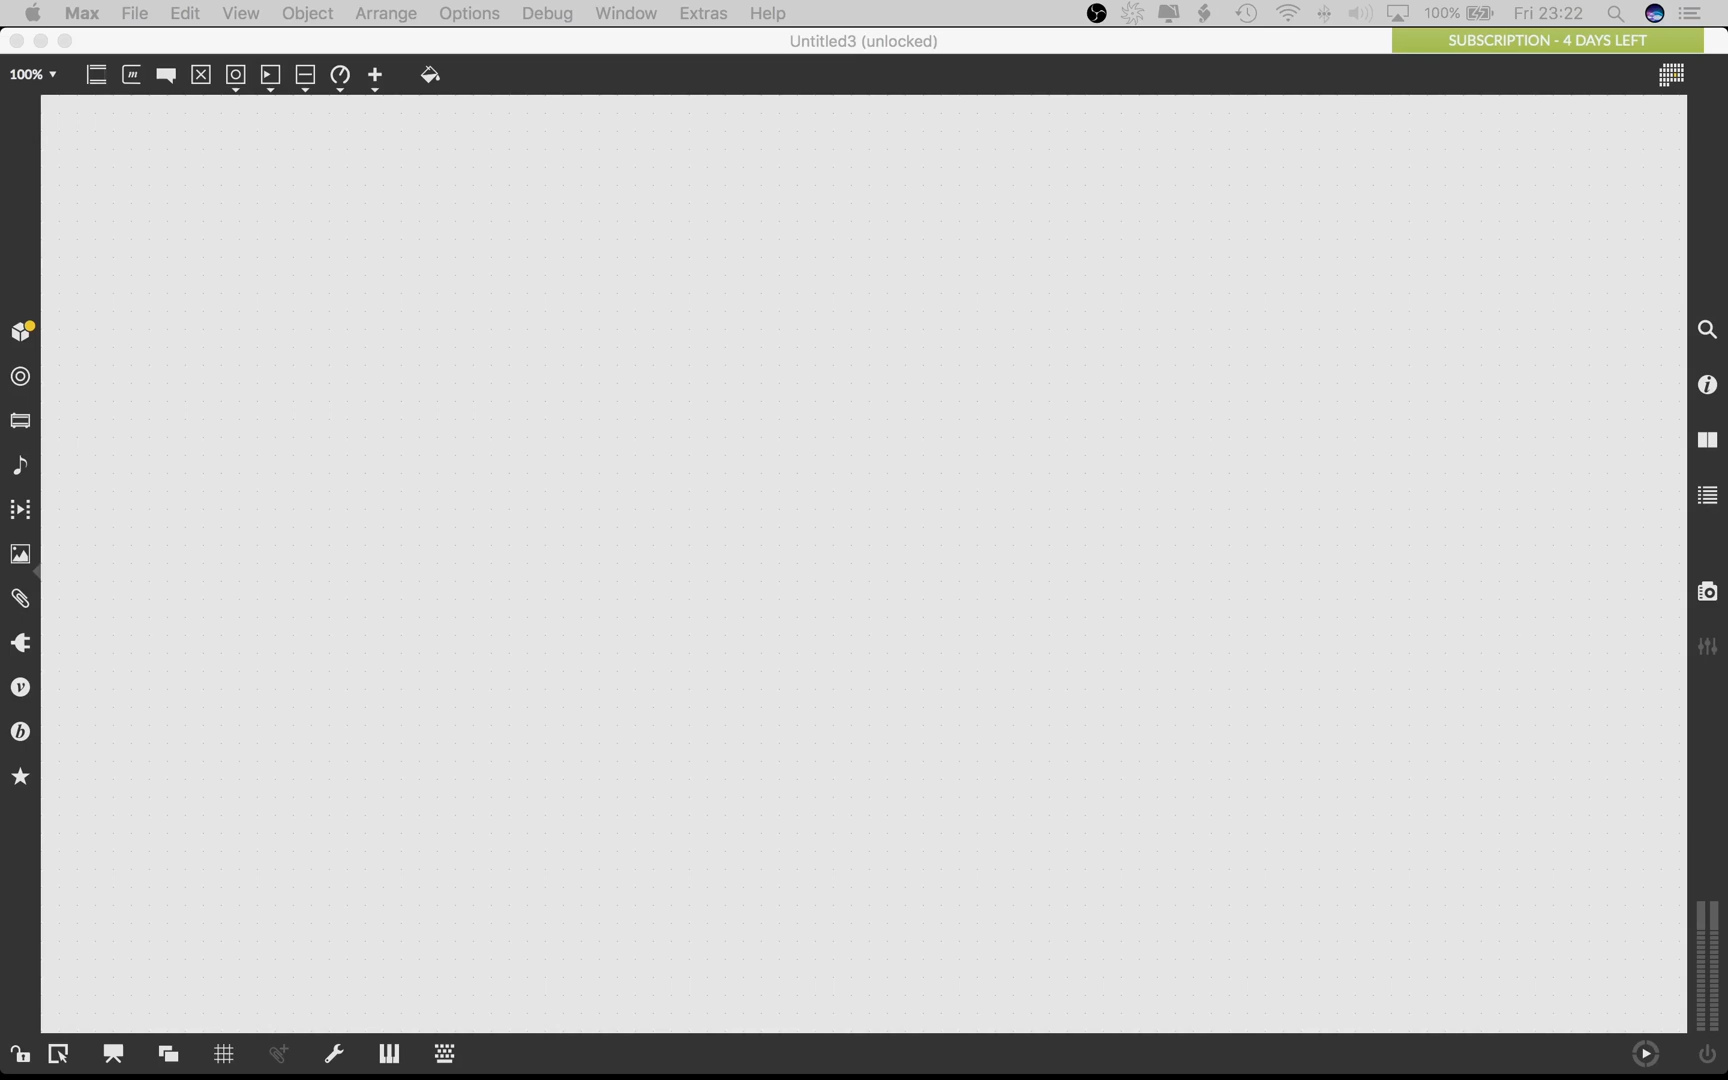 Max File Edit View Object Arrange Options Debug Window Extras Help 100% Fri 23:22
Untitled3 (unlocked) SUBSCRIPTION - 4 DAYS LEFT
100% m
i
v
b